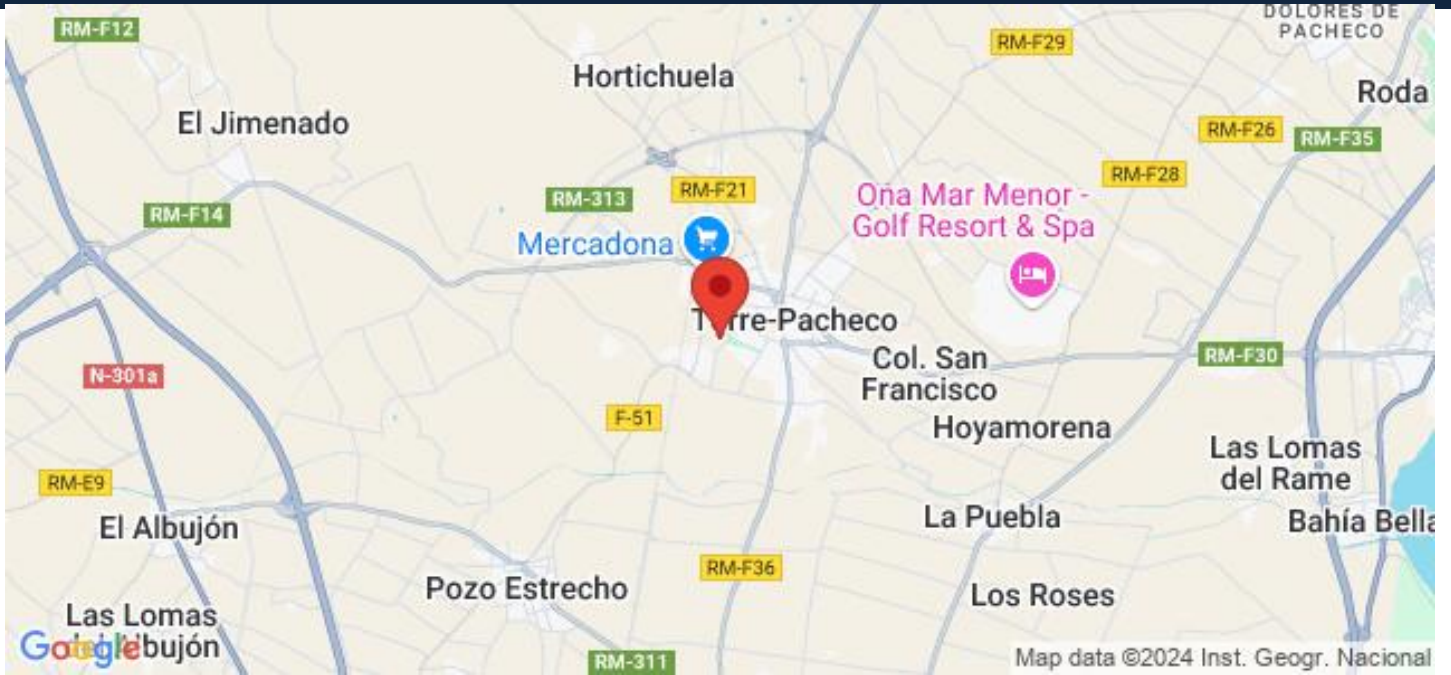 DOLORES DE
PACHECO
RM-F12
RM-F29
Hortichuela
Roda
El Jimenado
RM-F26
RM-F35
RM-F28
RM-F21
RM-313
Oña Mar Menor -
Golf Resort & Spa
RM-F14
Mercadona
Torre-Pacheco
Col. San
Francisco
RM-F30
N-301a
F-51
Hoyamorena
Las Lomas
del Rame
RM-E9
La Puebla
Bahía Bella
El Albujón
RM-F36
Pozo Estrecho
Los Roses
Las Lomas
Google
bujón
RM-311
Map data ©2024 Inst. Geogr. Nacional